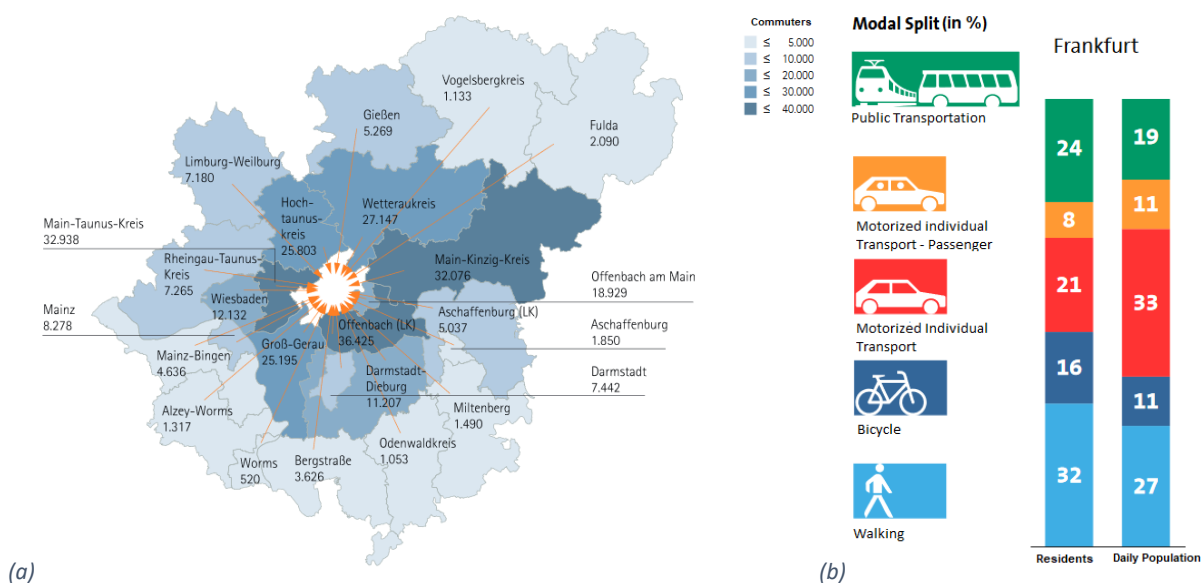 Commuters
≤ 5.000
≤ 10.000
≤ 20.000
≤ 30.000
≤ 40.000
Vogelsbergkreis
1.133
Gießen
5.269
Fulda
2.090
Limburg-Weilburg
7.180
Hoch-
taunus-
kreis
25.803
Wetteraukreis
27.147
Main-Taunus-Kreis
32.938
Rheingau-Taunus-
Kreis
7.265
Main-Kinzig-Kreis
32.076
Offenbach am Main
18.929
Wiesbaden
12.132
Mainz
8.278
Aschaffenburg (LK)
5.037
Offenbach (LK)
36.425
Aschaffenburg
1.850
Groß-Gerau
25.195
Mainz-Bingen
4.636
Darmstadt-
Dieburg
11.207
Darmstadt
7.442
Alzey-Worms
1.317
Miltenberg
1.490
Odenwaldkreis
1.053
Worms
520
Bergstraße
3.626
(a)
Modal Split (in %)
Frankfurt
Public Transportation
Motorized individual
Transport - Passenger
Motorized Individual
Transport
Bicycle
Walking
24
8
21
16
32
19
11
33
11
27
Residents
Daily Population
(b)